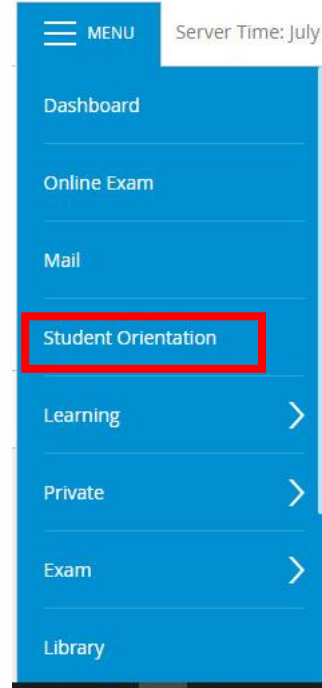 MENU Server Time: July
Dashboard
Online Exam
Mail
Student Orientation
Learning
Private
Exam
Library